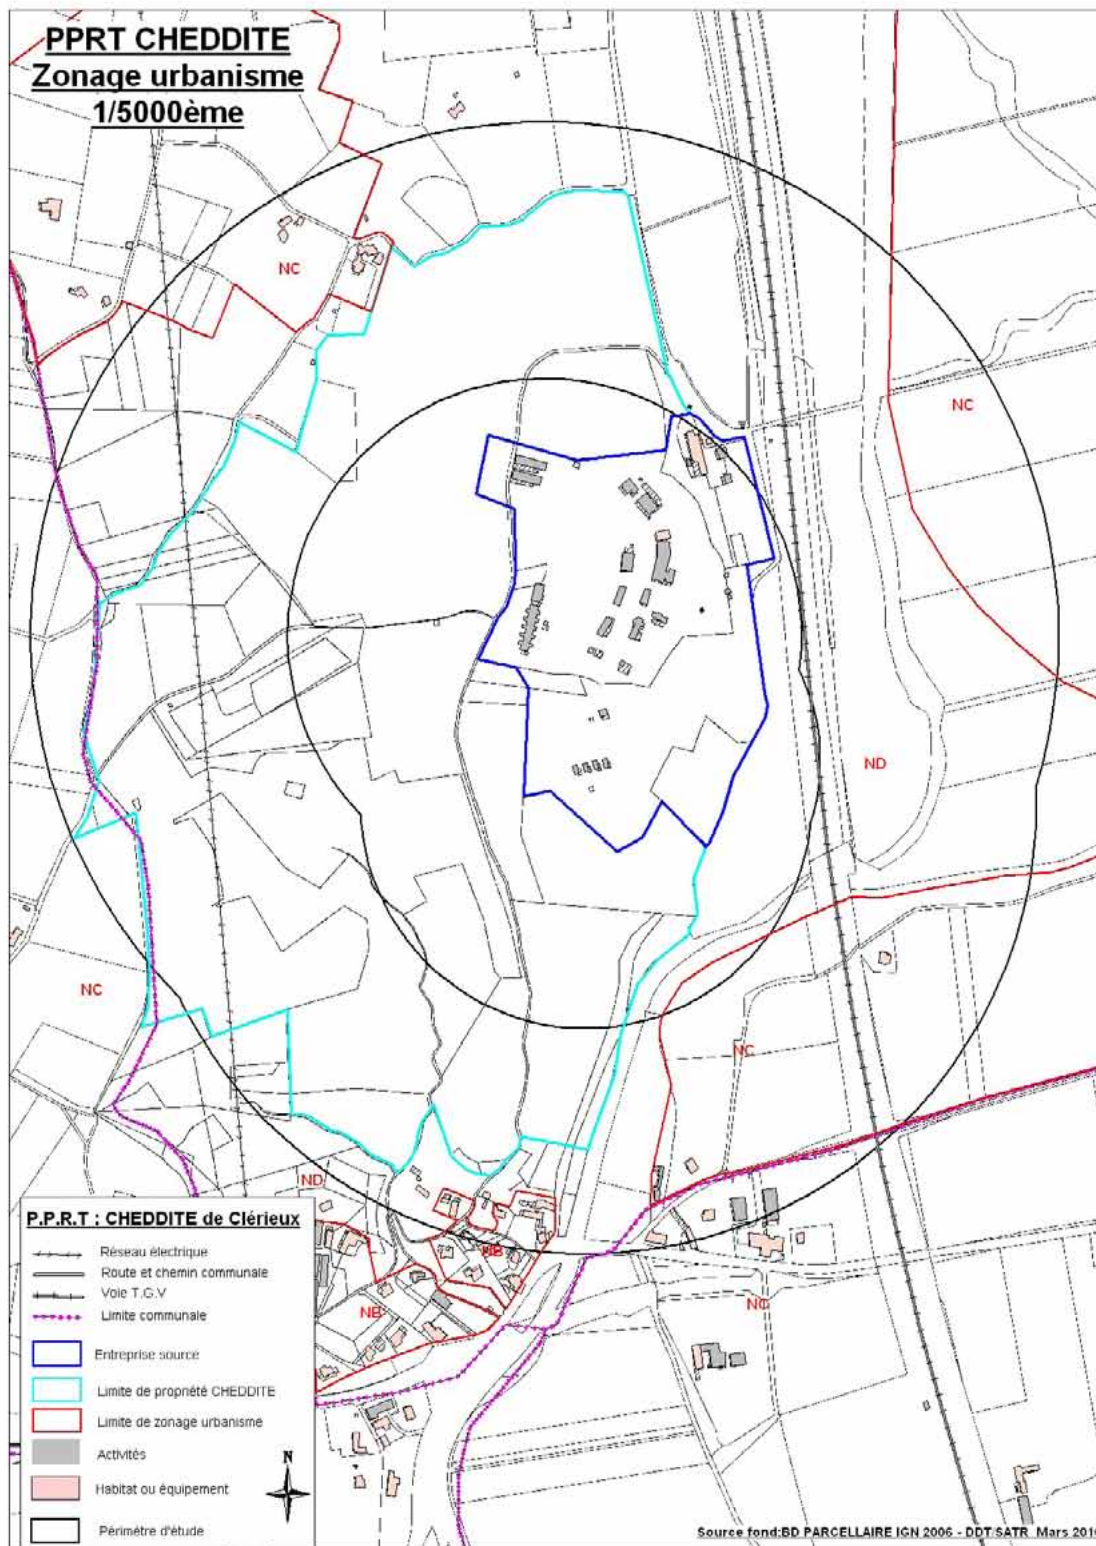 PPRT CHEDDITE
Zonage urbanisme
1/5000ème
NC
NC
ND
NC
NC
ND
NB
NB
NC
P.P.R.T : CHEDDITE de Clérieux
Réseau électrique
Route et chemin communale
Voie T.G.V
Limite communale
Entreprise source
Limite de propriété CHEDDITE
Limite de zonage urbanisme
Activités
Habitat ou équipement
Périmètre d'étude
N
Source fond:BD PARCELLAIRE IGN 2006 - DDT/SATR Mars